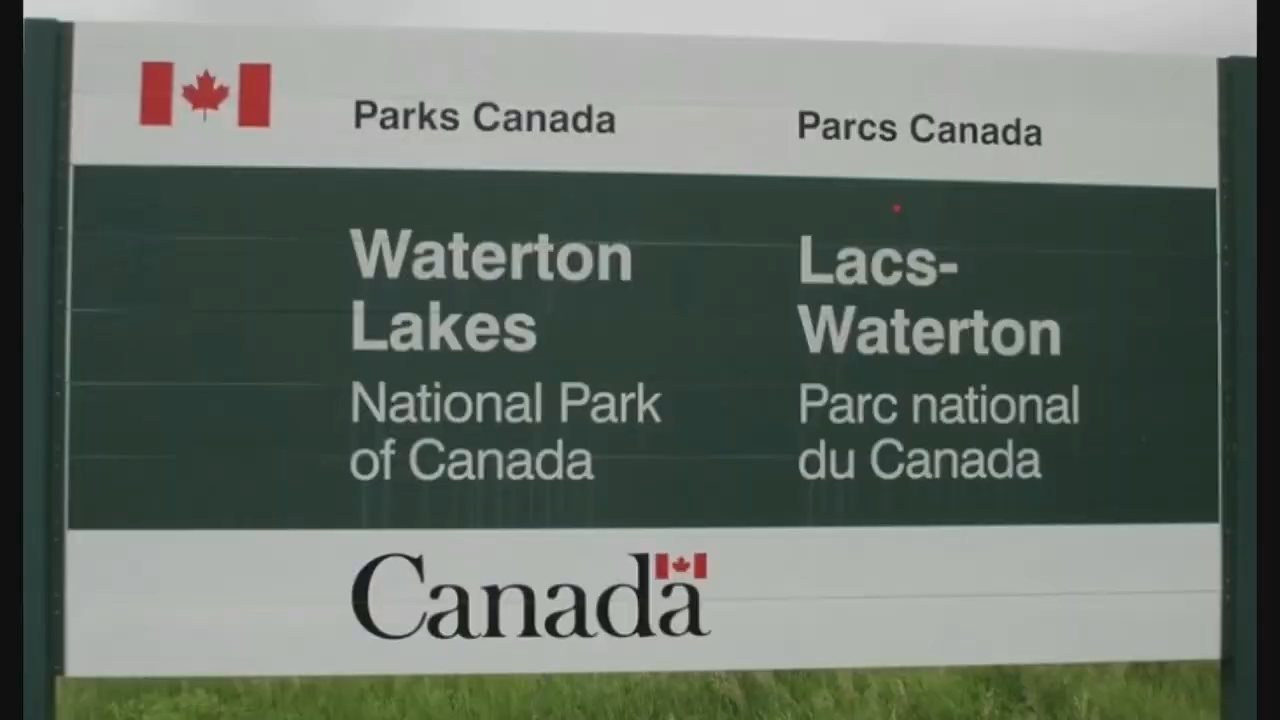 Parks Canada
Parcs Canada
Waterton
Lakes
National Park
of Canada
Lacs-
Waterton
Parc national
du Canada
Canada